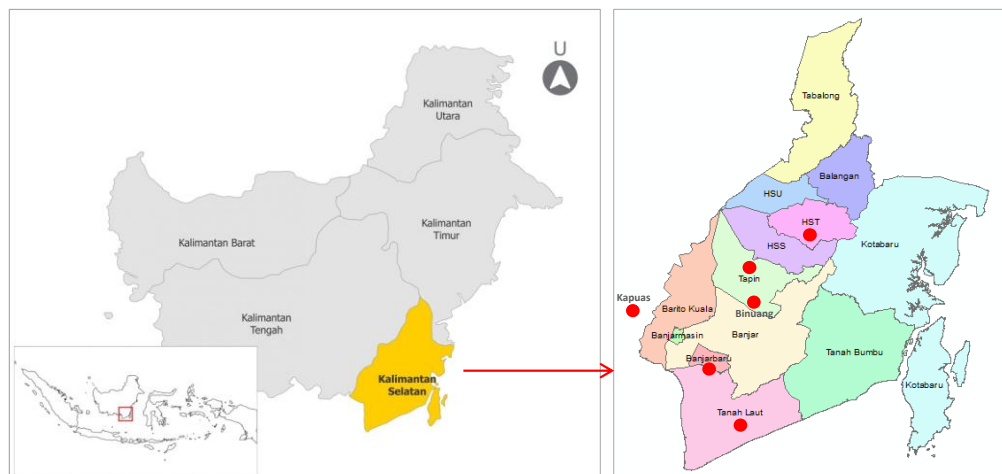 U
Kalimantan
Utara
Kalimantan
Timur
Kalimantan Barat
Kalimantan
Tengah
Kalimantan
Selatan
Tabalong
Balangan
HSU
HST
HSS
Kotabaru
Tapin
Kapuas
Barito Kuala
Binuang
Banjarmasin
Banjar
Banjarbaru
Tanah Bumbu
Kotabaru
Tanah Laut